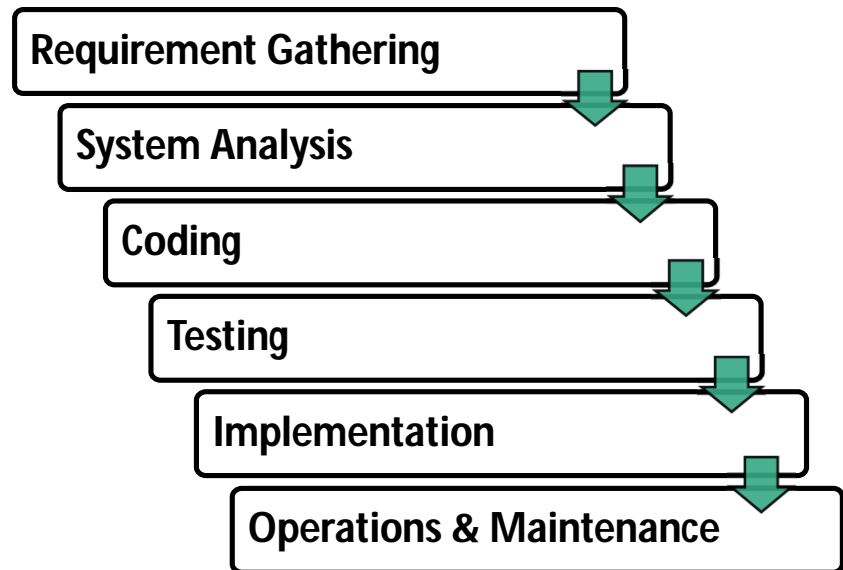 Requirement Gathering
System Analysis
Coding
Testing
Implementation
Operations & Maintenance